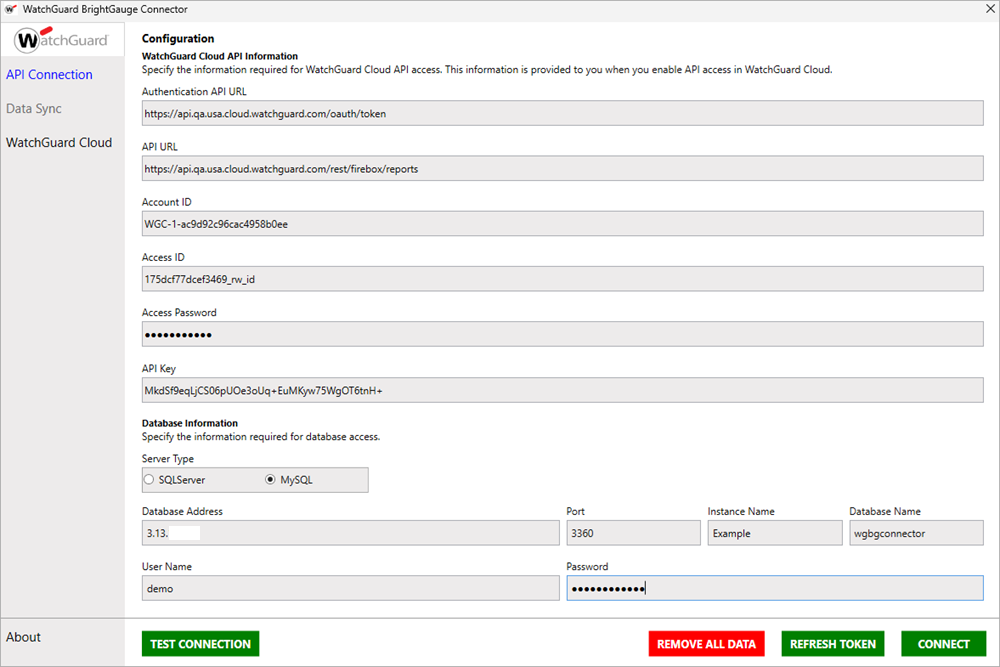 WatchGuard BrightGauge Connector
WatchGuard
API Connection
Data Sync
WatchGuard Cloud
Configuration
WatchGuard Cloud API Information
Specify the information required for WatchGuard Cloud API access. This information is provided to you when you enable API access in WatchGuard Cloud.
Authentication API URL
https://api.qa.usa.cloud.watchguard.com/oauth/token
API URL
https://api.qa.usa.cloud.watchguard.com/rest/firebox/reports
Account ID
WGC-1-ac9d92c96cac4958b0ee
Access ID
175dcf77dcef3469_rw_id
Access Password
●●●●●●●●●●●
API Key
MkdSf9eqLjCS06pUOe3oUq+EuMKyw75WgOT6tnH+
Database Information
Specify the information required for database access.
Server Type
SQLServer MySQL
Database Address Port Instance Name Database Name
3.13. 3360 Example wgbgconnector
User Name Password
demo ●●●●●●●●●●●●
About
TEST CONNECTION REMOVE ALL DATA REFRESH TOKEN CONNECT